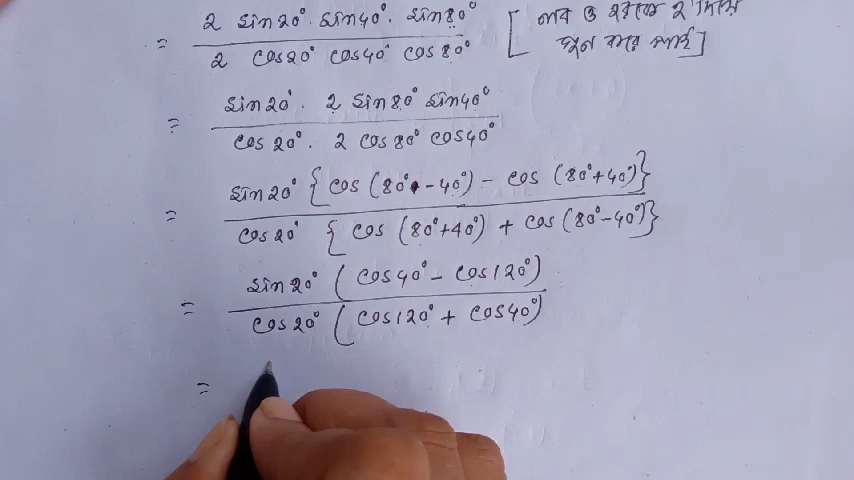 = 2 sin20° · sin40° · sin80° / 2 cos20° cos40° cos80° [লব ও হরকে 2 দিয়ে
গুন করে পাই]
= sin20° · 2 sin80° sin40° / cos20° · 2 cos80° cos40°
= sin20° {cos (80° - 40°) - cos (80° + 40°)} / cos20° {cos (80° + 40°) + cos (80° - 40°)}
= sin20° (cos40° - cos120°) / cos20° (cos120° + cos40°)
=